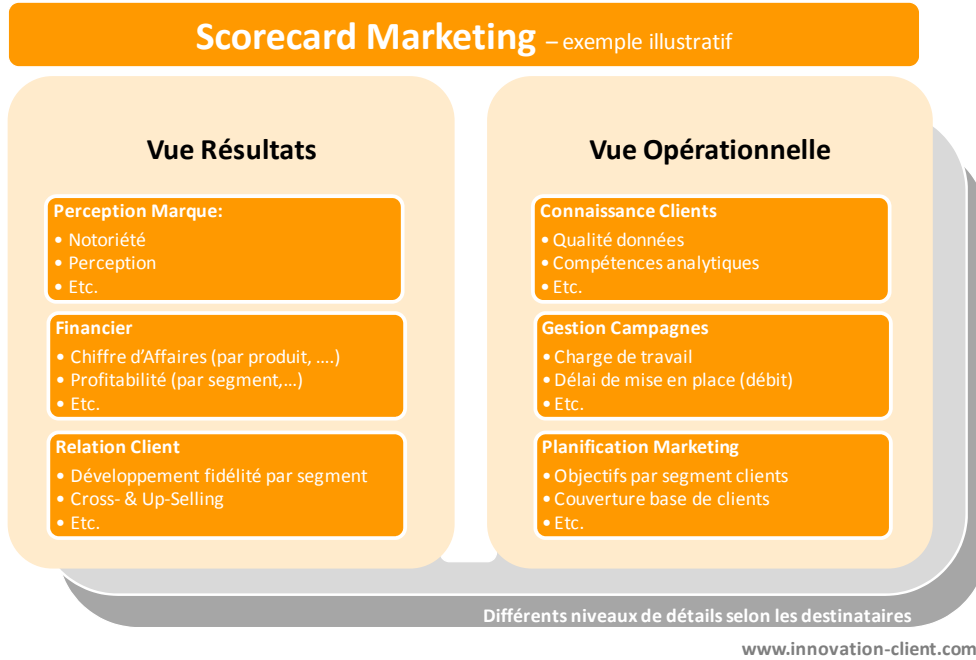 Scorecard Marketing – exemple illustratif
Vue Résultats
Perception Marque:
• Notoriété
• Perception
• Etc.
Financier
• Chiffre d’Affaires (par produit, ….)
• Profitabilité (par segment,…)
• Etc.
Relation Client
• Développement fidélité par segment
• Cross- & Up-Selling
• Etc.
Vue Opérationnelle
Connaissance Clients
• Qualité données
• Compétences analytiques
• Etc.
Gestion Campagnes
• Charge de travail
• Délai de mise en place (débit)
• Etc.
Planification Marketing
• Objectifs par segment clients
• Couverture base de clients
• Etc.
Différents niveaux de détails selon les destinataires
www.innovation-client.com